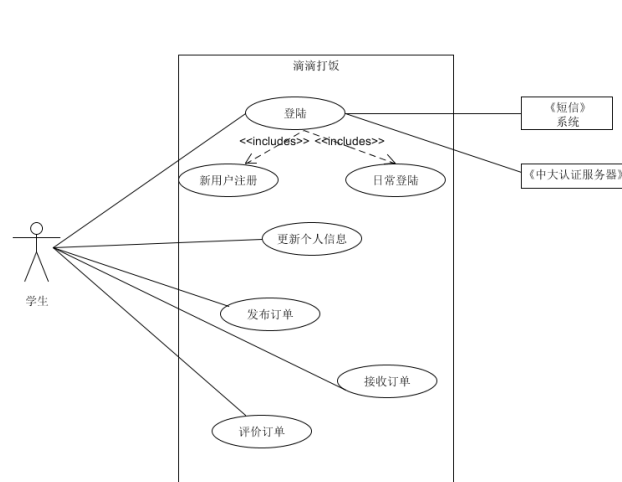 滴滴打饭
登陆
《短信》
系统
<<includes>> <<includes>>
《中大认证服务器》
新用户注册
日常登陆
更新个人信息
学生
发布订单
接收订单
评价订单